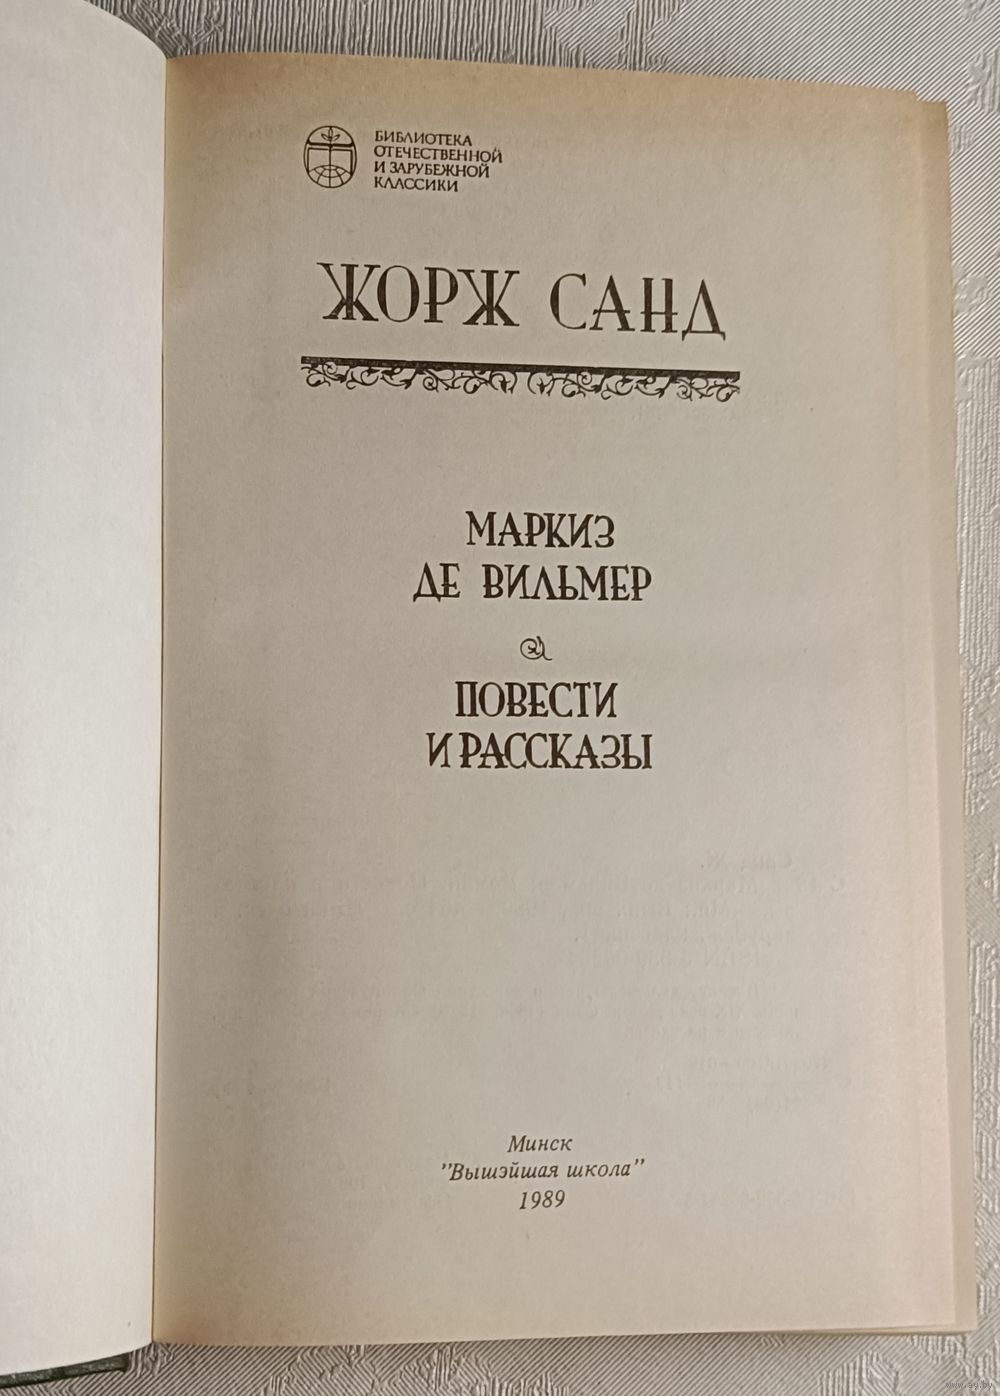 БИБЛИОТЕКА
ОТЕЧЕСТВЕННОЙ
И ЗАРУБЕЖНОЙ
КЛАССИКИ
ЖОРЖ САНД
МАРКИЗ
ДЕ ВИЛЬМЕР
ПОВЕСТИ
И РАССКАЗЫ
Минск
"Вышэйшая школа"
1989